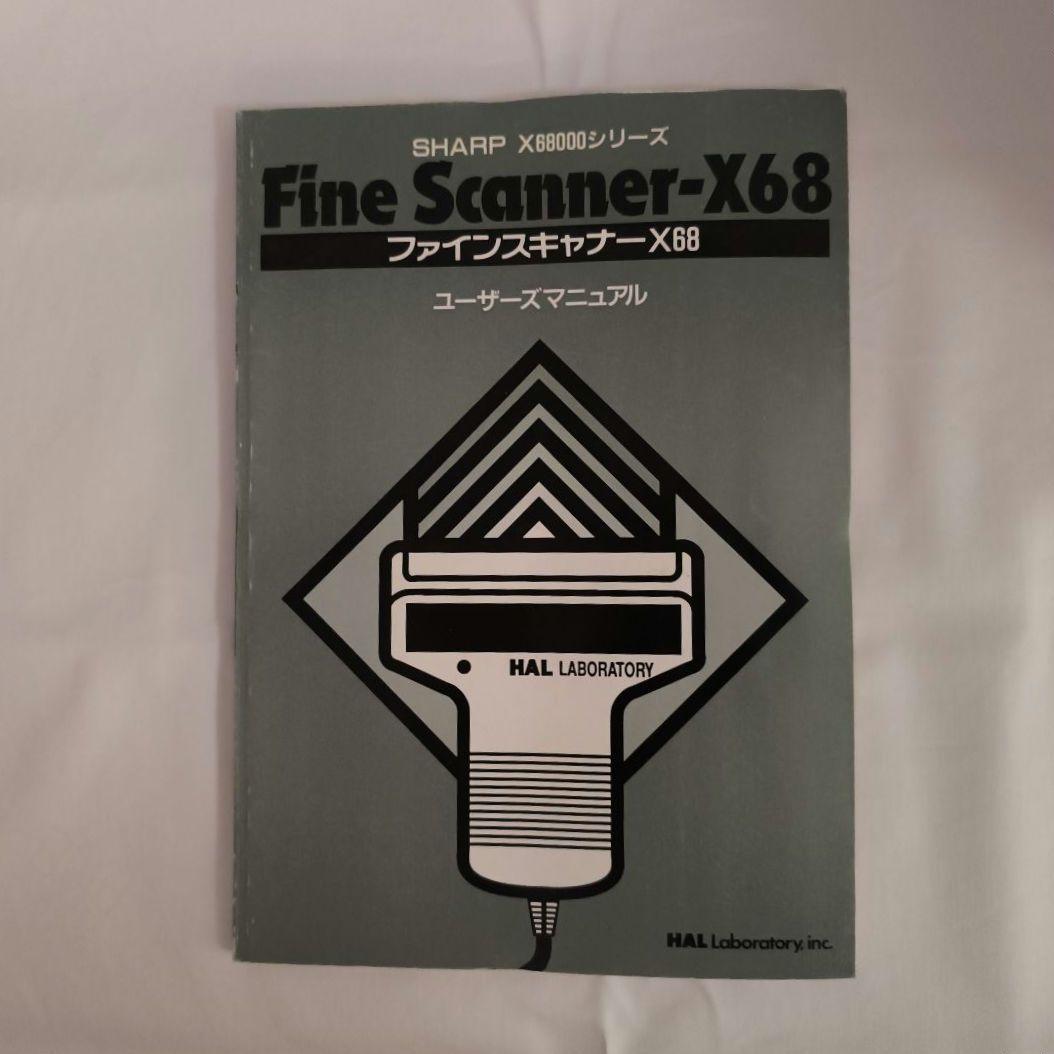 SHARP X68000シリーズ
Fine Scanner-X68
ファインスキャナーX68
ユーザーズマニュアル
HAL LABORATORY
HAL Laboratory, inc.